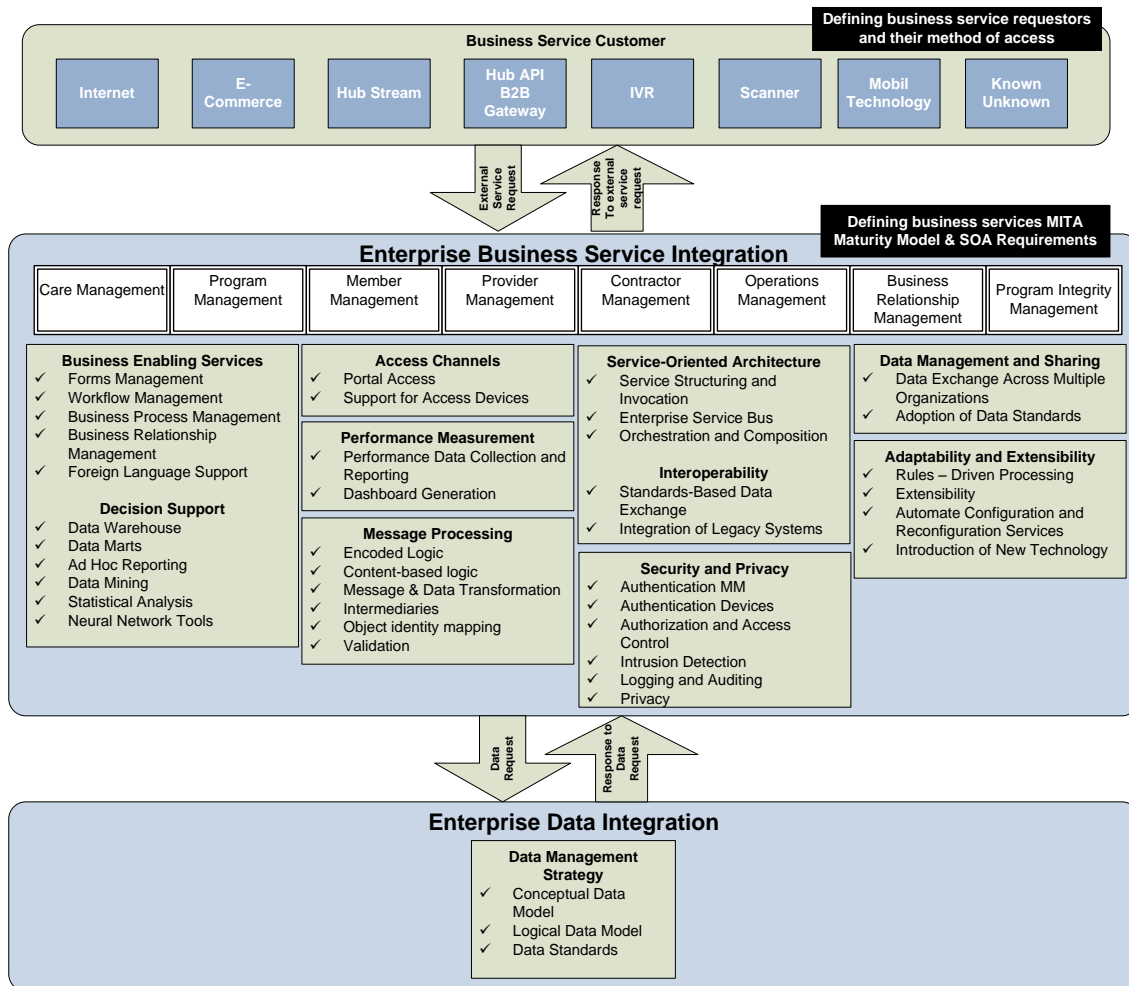 Defining business service requestors
and their method of access
Business Service Customer
Internet
E-
Commerce
Hub Stream
Hub API
B2B
Gateway
IVR
Scanner
Mobil
Technology
Known
Unknown
External
Service
Request
Response
To external
service
request
Defining business services MITA
Maturity Model & SOA Requirements
Enterprise Business Service Integration
Care Management
Program
Management
Member
Management
Provider
Management
Contractor
Management
Operations
Management
Business
Relationship
Management
Program Integrity
Management
Business Enabling Services
✓ Forms Management
✓ Workflow Management
✓ Business Process Management
✓ Business Relationship
Management
✓ Foreign Language Support
Decision Support
✓ Data Warehouse
✓ Data Marts
✓ Ad Hoc Reporting
✓ Data Mining
✓ Statistical Analysis
✓ Neural Network Tools
Access Channels
✓ Portal Access
✓ Support for Access Devices
Performance Measurement
✓ Performance Data Collection and
Reporting
✓ Dashboard Generation
Message Processing
✓ Encoded Logic
✓ Content-based logic
✓ Message & Data Transformation
✓ Intermediaries
✓ Object identity mapping
✓ Validation
Service-Oriented Architecture
✓ Service Structuring and
Invocation
✓ Enterprise Service Bus
✓ Orchestration and Composition
Interoperability
✓ Standards-Based Data
Exchange
✓ Integration of Legacy Systems
Security and Privacy
✓ Authentication MM
✓ Authentication Devices
✓ Authorization and Access
Control
✓ Intrusion Detection
✓ Logging and Auditing
✓ Privacy
Data Management and Sharing
✓ Data Exchange Across Multiple
Organizations
✓ Adoption of Data Standards
Adaptability and Extensibility
✓ Rules – Driven Processing
✓ Extensibility
✓ Automate Configuration and
Reconfiguration Services
✓ Introduction of New Technology
Data
Request
Response to
Data
Request
Enterprise Data Integration
Data Management
Strategy
✓ Conceptual Data
Model
✓ Logical Data Model
✓ Data Standards